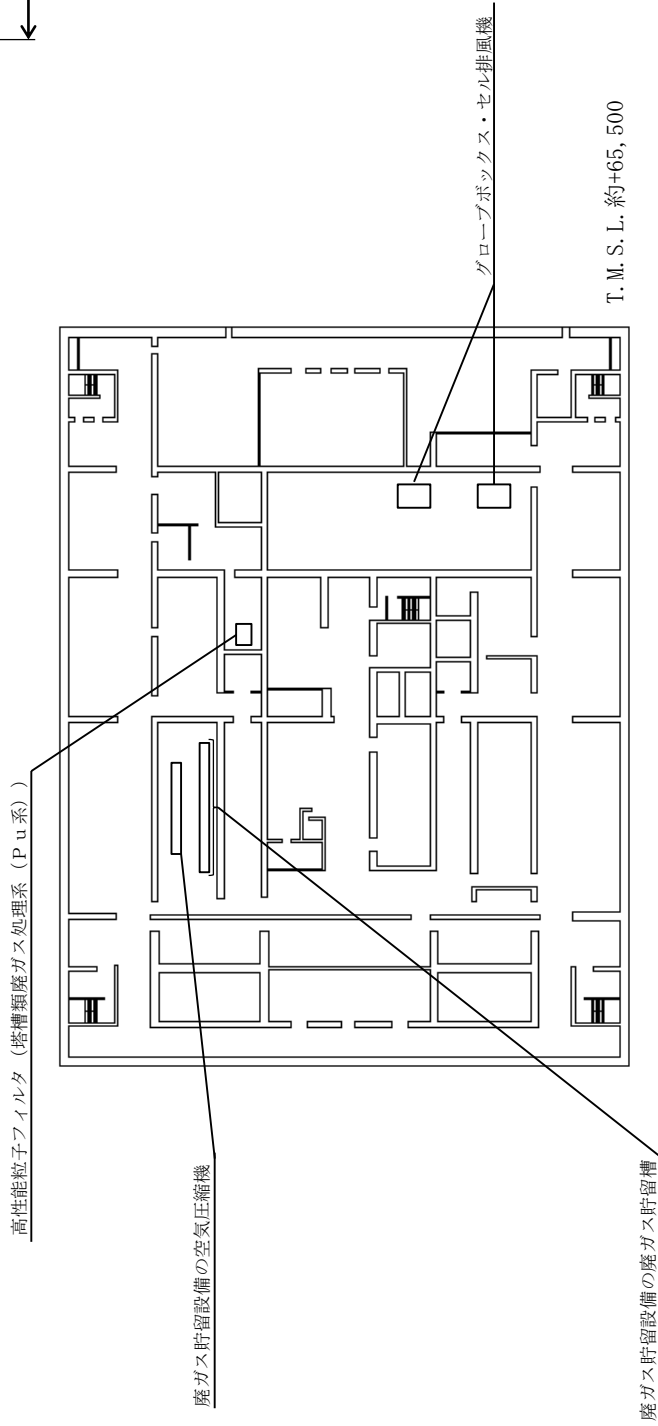 高性能粒子フィルタ（塔槽類廃ガス処理系（Ｐｕ系））
廃ガス貯留設備の空気圧縮機
廃ガス貯留設備の廃ガス貯留槽
グローブボックス・セル排風機
T.M.S.L.約+65,500